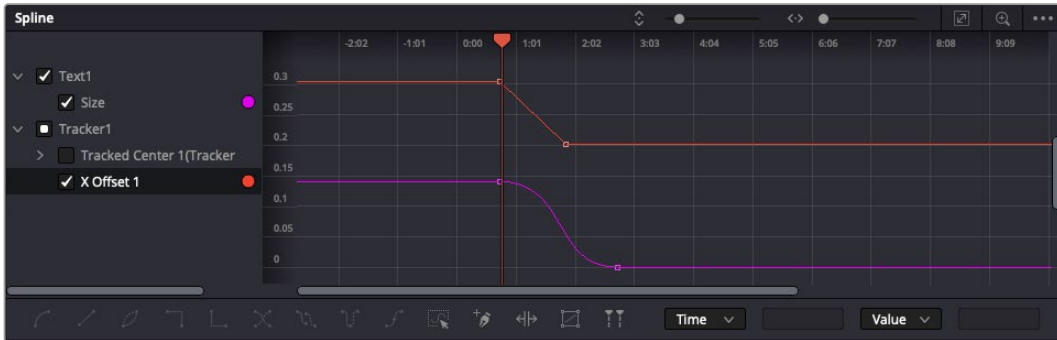 Spline
-2:02 -1:01 0:00 1:01 2:02 3:03 4:04 5:05 6:06 7:07 8:08 9:09
Text1
Size
Tracker1
Tracked Center 1(Tracker
X Offset 1
0.3
0.25
0.2
0.15
0.1
0.05
0
Time
Value